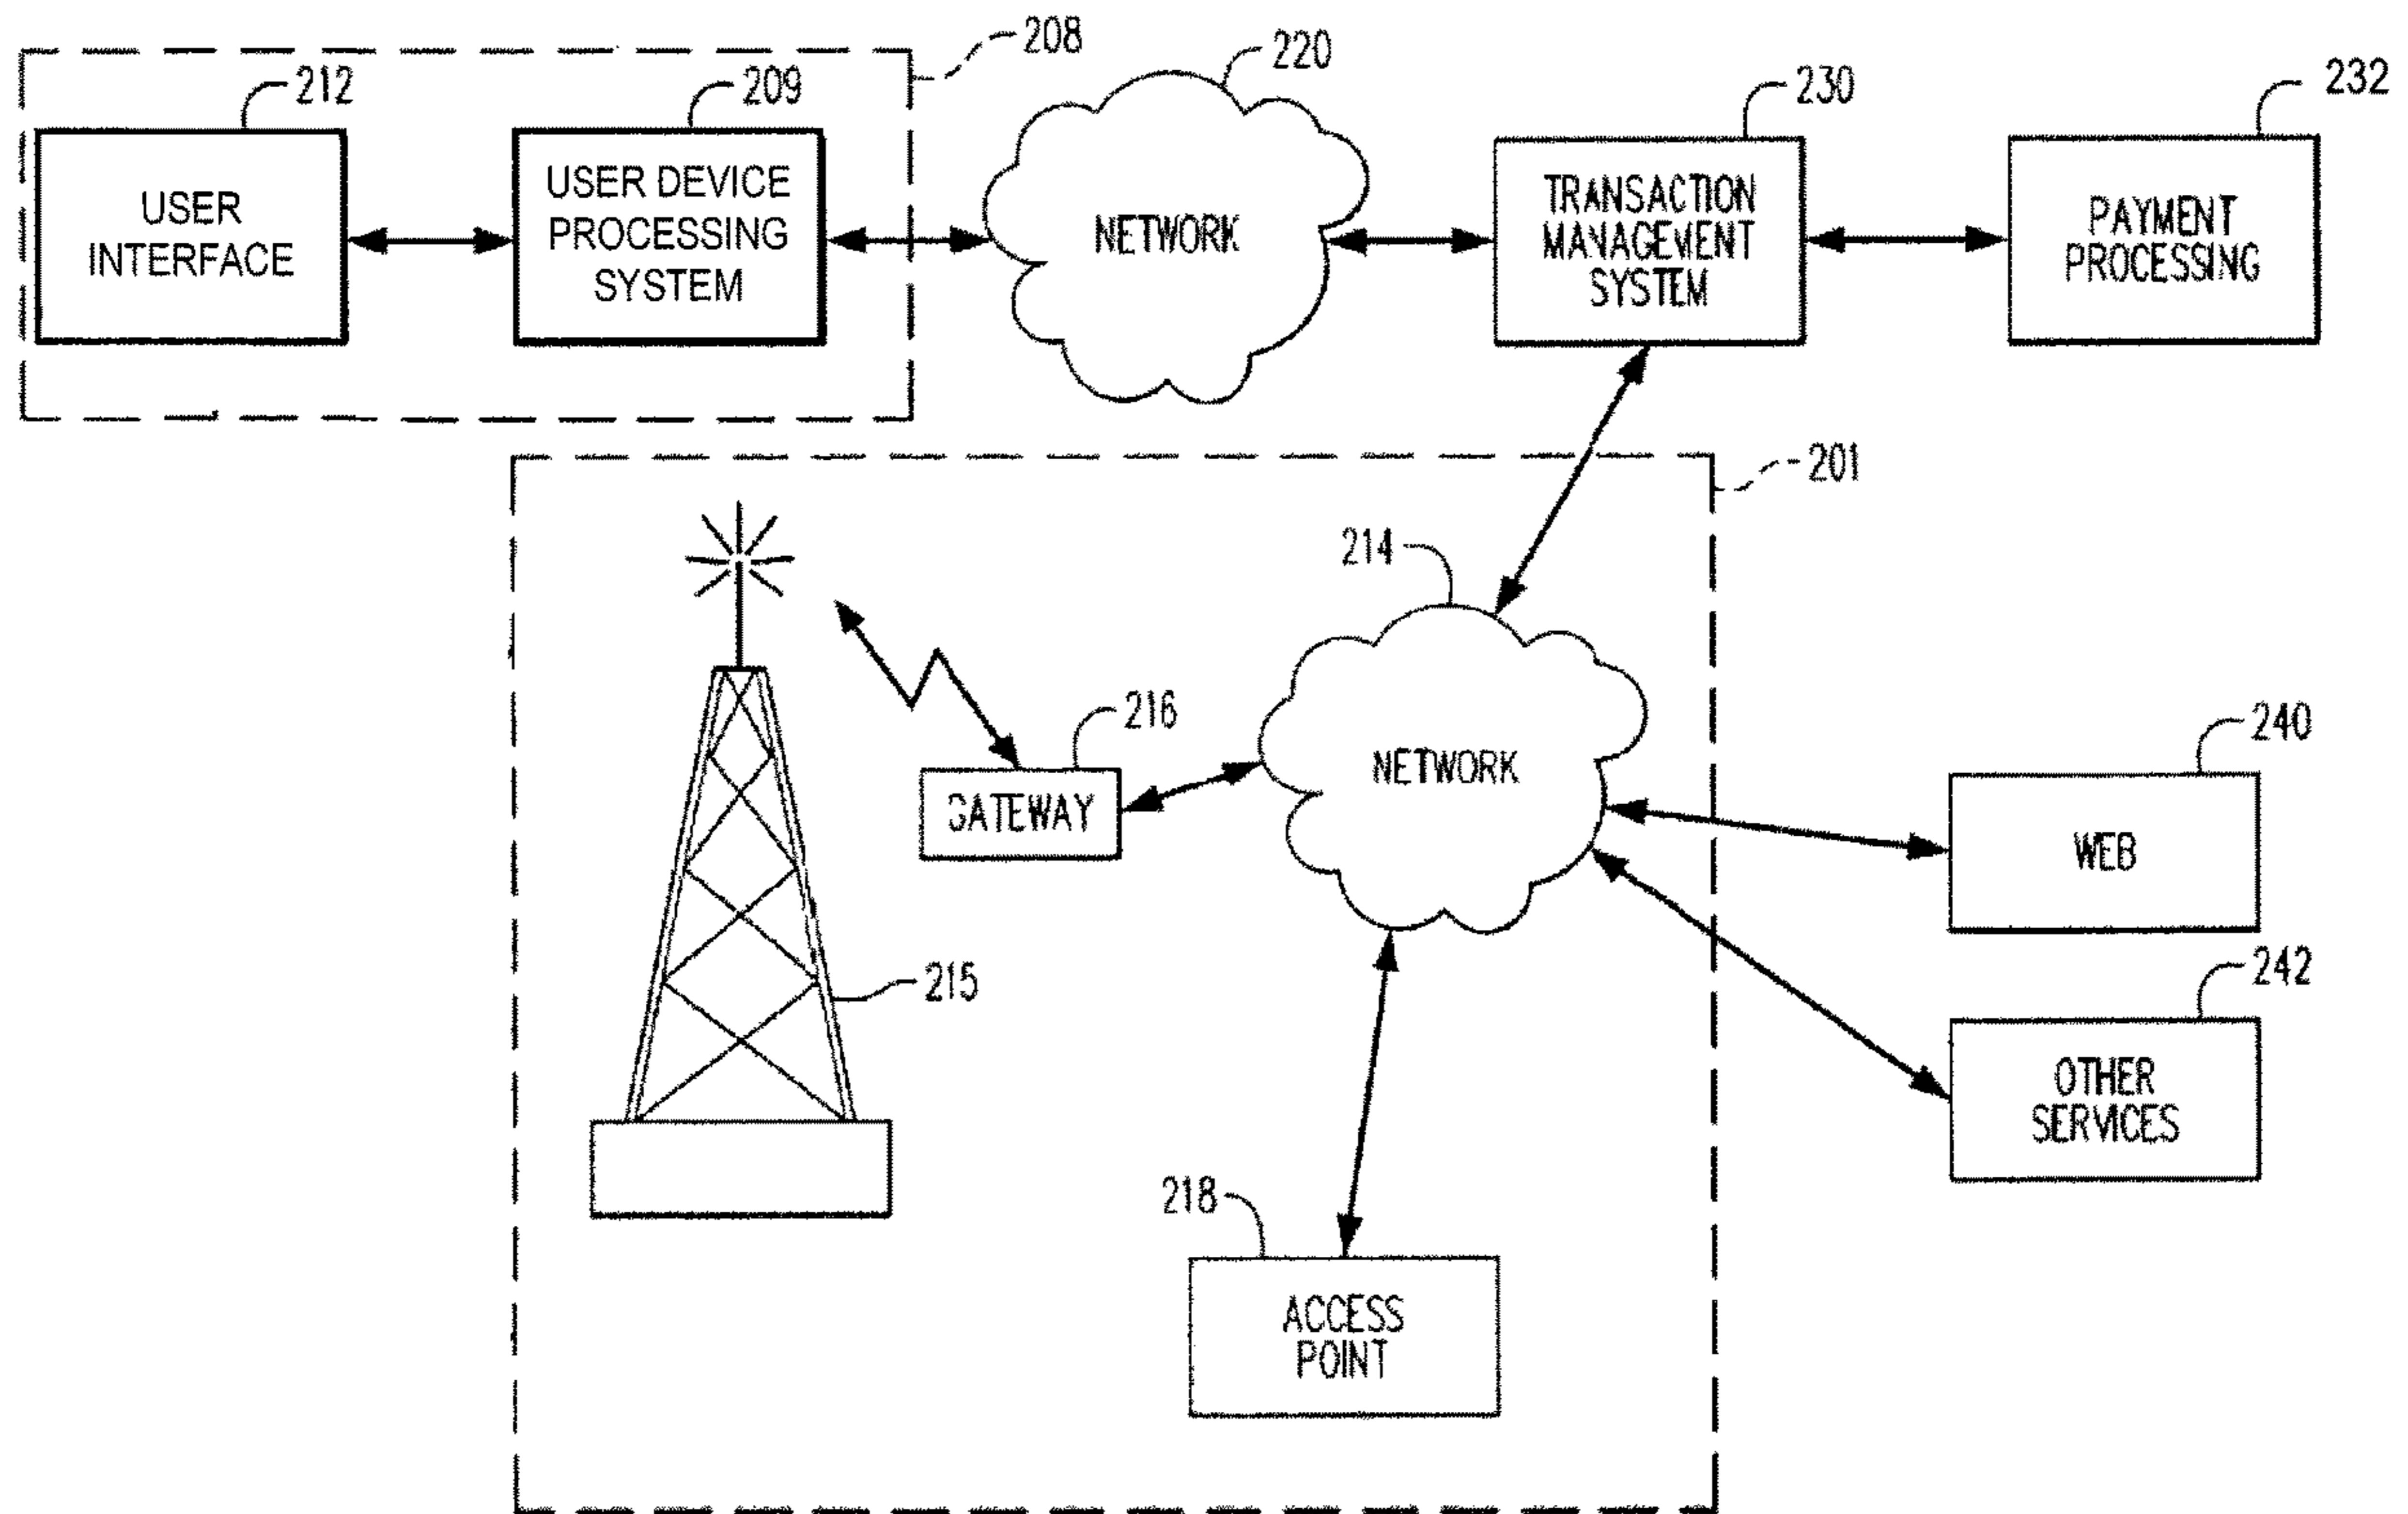 208
220
212
209
230
232
USER
INTERFACE
USER DEVICE
PROCESSING
SYSTEM
NETWORK
TRANSACTION
MANAGEMENT
SYSTEM
PAYMENT
PROCESSING
201
214
216
240
NETWORK
GATEWAY
WEB
215
242
OTHER
SERVICES
218
ACCESS
POINT